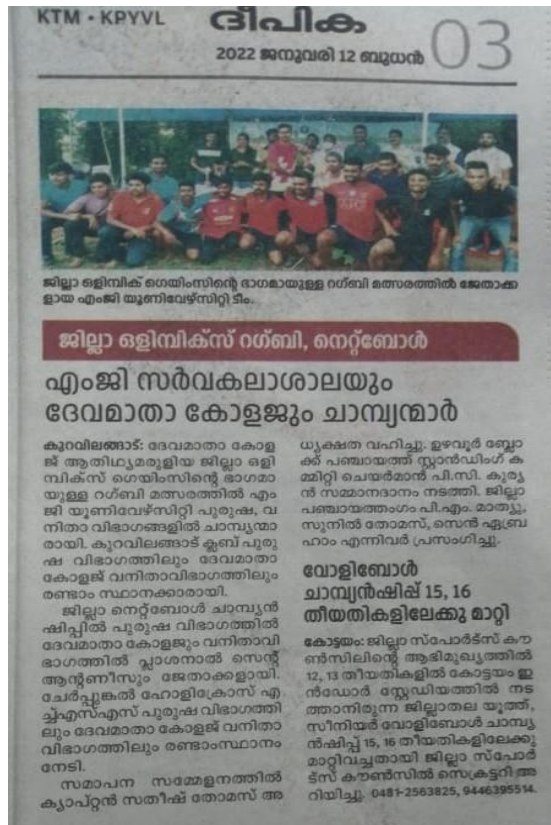 KTM • KPYVL
ദീപിക
2022 ജനുവരി 12 ബുധൻ
03
ജില്ലാ ഒളിമ്പിക് ഗെയിംസിന്റെ ഭാഗമായുള്ള റഗ്ബി മത്സരത്തിൽ ജേതാക്ക
ളായ എംജി യൂണിവേഴ്സിറ്റി ടീം.
ജില്ലാ ഒളിമ്പിക്സ് റഗ്ബി, നെറ്റ്ബോൾ
എംജി സർവകലാശാലയും
ദേവമാതാ കോളജും ചാമ്പ്യന്മാർ
കുറവിലങ്ങാട്: ദേവമാതാ കോള
ജ് ആതിഥ്യമരുളിയ ജില്ലാ ഒളി
മ്പിക്സ് ഗെയിംസിന്റെ ഭാഗമാ
യുള്ള റഗ്ബി മത്സരത്തിൽ എം
ജി യൂണിവേഴ്സിറ്റി പുരുഷ, വ
നിതാ വിഭാഗങ്ങളിൽ ചാമ്പ്യന്മാ
രായി. കുറവിലങ്ങാട് ക്ലബ് പുരു
ഷ വിഭാഗത്തിലും ദേവമാതാ
കോളജ് വനിതാവിഭാഗത്തിലും
രണ്ടാം സ്ഥാനക്കാരായി.
ജില്ലാ നെറ്റ്ബോൾ ചാമ്പ്യൻ
ഷിപ്പിൽ പുരുഷ വിഭാഗത്തിൽ
ദേവമാതാ കോളജും വനിതാവി
ഭാഗത്തിൽ പ്ലാശനാൽ സെന്റ്
ആന്റണീസും ജേതാക്കളായി.
ചേർപ്പുങ്കൽ ഹോളിക്രോസ് എ
ച്ച്എസ്എസ് പുരുഷ വിഭാഗത്തി
ലും ദേവമാതാ കോളജ് വനിതാ
വിഭാഗത്തിലും രണ്ടാംസ്ഥാനം
നേടി.
സമാപന സമ്മേളനത്തിൽ
ക്യാപ്റ്റൻ സതീഷ് തോമസ് അ
ധ്യക്ഷത വഹിച്ചു. ഉഴവൂർ ബ്ലോ
ക്ക് പഞ്ചായത്ത് സ്റ്റാൻഡിംഗ് ക
മ്മിറ്റി ചെയർമാൻ പി.സി. കുര്യ
ൻ സമ്മാനദാനം നടത്തി. ജില്ലാ
പഞ്ചായത്തംഗം പി.എം. മാത്യു,
സുനിൽ തോമസ്, സെൻ ഏബ്ര
ഹാം എന്നിവർ പ്രസംഗിച്ചു.
വോളിബോൾ
ചാമ്പ്യൻഷിപ്പ് 15, 16
തീയതികളിലേക്കു മാറ്റി
കോട്ടയം: ജില്ലാ സ്പോർട്സ് കൗ
ൺസിലിന്റെ ആഭിമുഖ്യത്തിൽ
12, 13 തീയതികളിൽ കോട്ടയം ഇ
ൻഡോർ സ്റ്റേഡിയത്തിൽ നട
ത്താനിരുന്ന ജില്ലാതല യൂത്ത്,
സീനിയർ വോളിബോൾ ചാമ്പ്യ
ൻഷിപ്പ് 15, 16 തീയതികളിലേക്കു
മാറ്റിവച്ചതായി ജില്ലാ സ്പോർ
ട്സ് കൗൺസിൽ സെക്രട്ടറി അ
റിയിച്ചു. 0481-2563825, 9446395514.